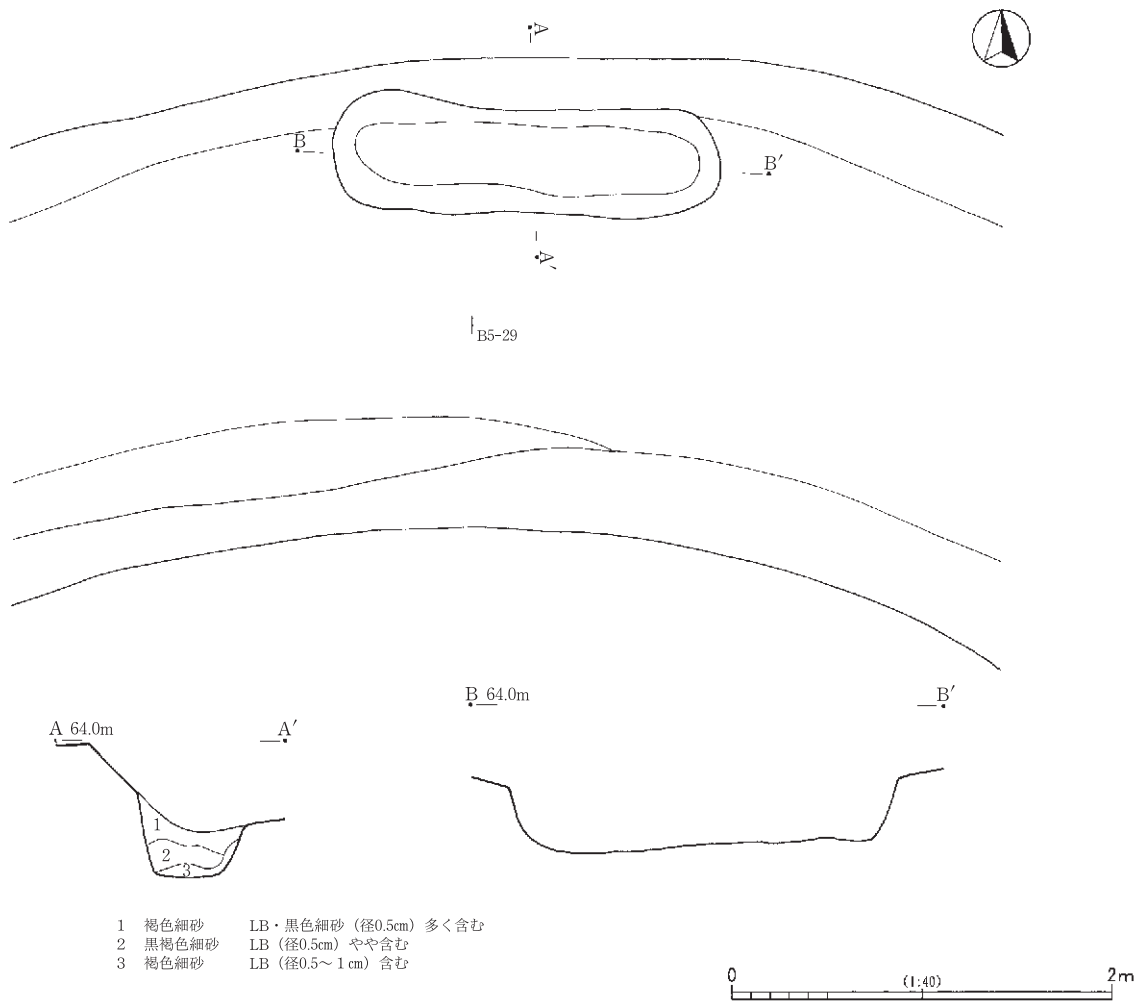 A
B
B′
A′
B5-29
B 64.0m
B′
A 64.0m
A′
1
2
3
1 褐色細砂 LB・黒色細砂（径0.5㎝）多く含む
2 黒褐色細砂 LB（径0.5㎝）やや含む
3 褐色細砂 LB（径0.5～1㎝）含む
0 (1:40) 2m